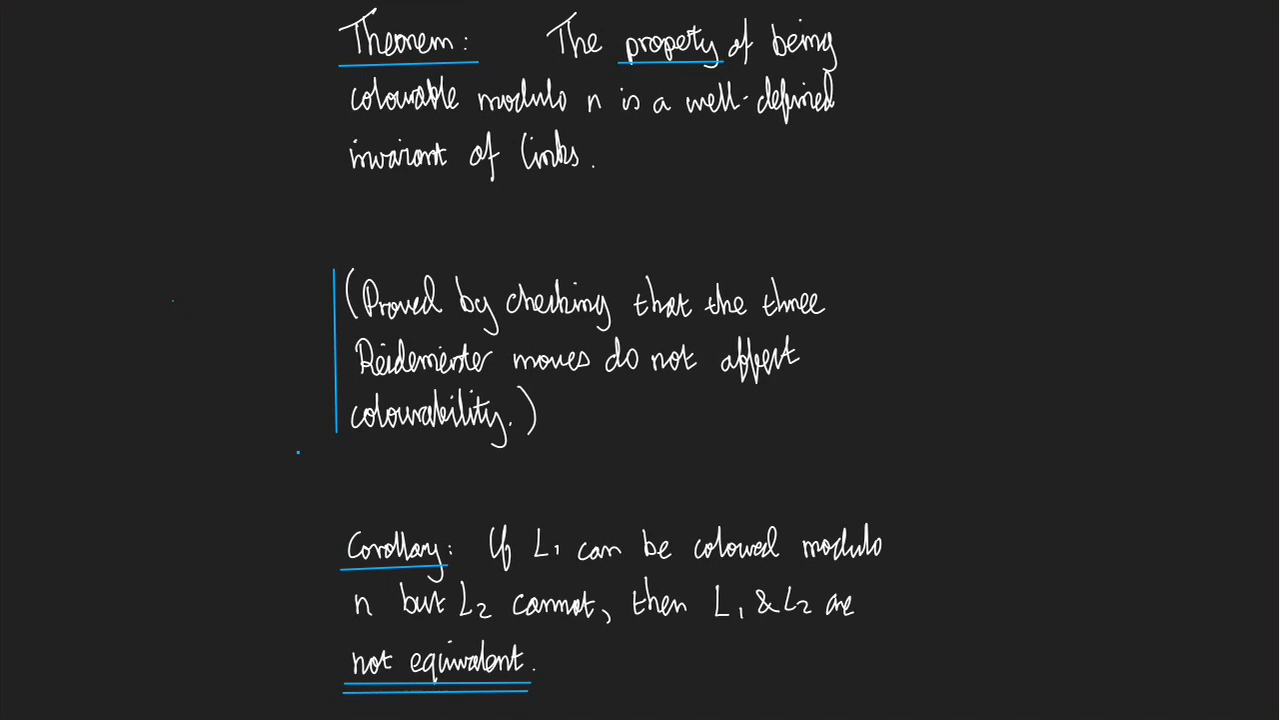 Theorem: The property of being
colourable modulo n is a well-defined
invariant of links.
(Proved by checking that the three
Reidemeister moves do not affect
colourability.)
Corollary: If L1 can be coloured modulo
n but L2 cannot, then L1 & L2 are
not equivalent.